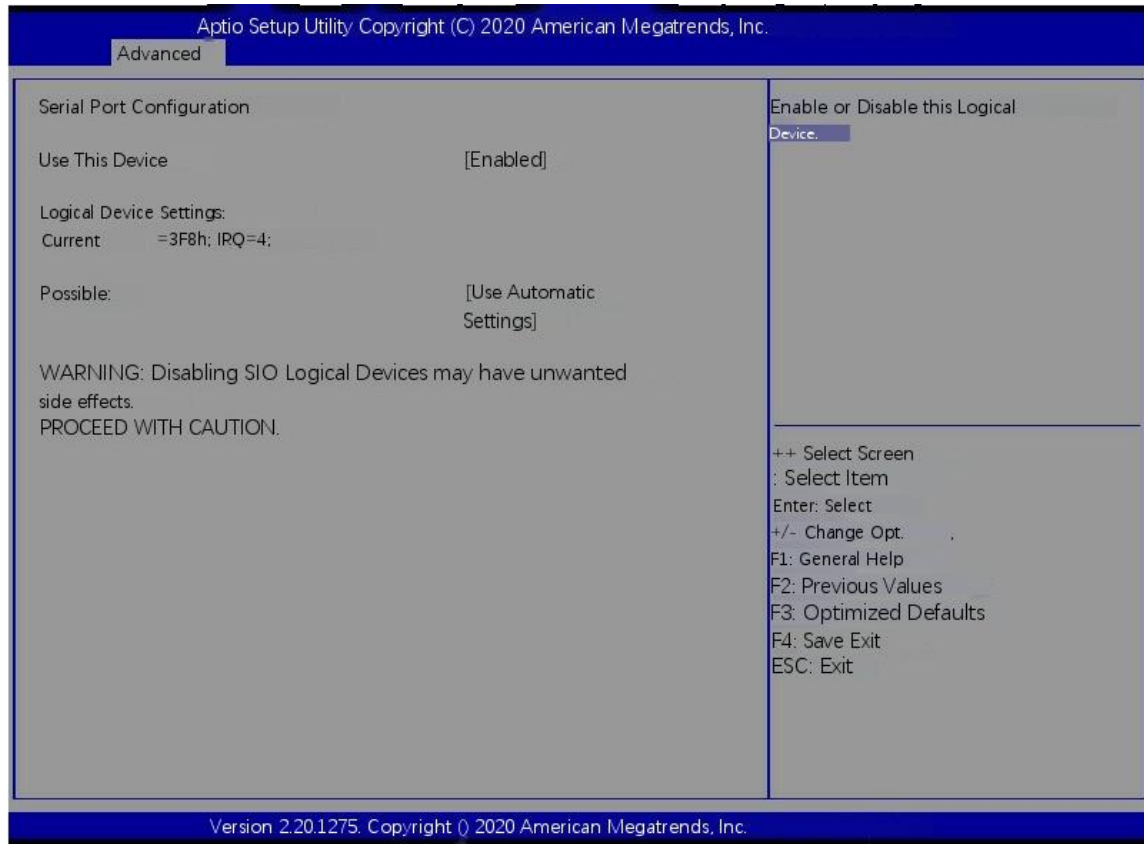 Aptio Setup Utility Copyright (C) 2020 American Megatrends, Inc.
Advanced
Serial Port Configuration
Use This Device [Enabled]
Logical Device Settings:
Current =3F8h; IRQ=4;
Possible: [Use Automatic
Settings]
WARNING: Disabling SIO Logical Devices may have unwanted
side effects.
PROCEED WITH CAUTION.
Enable or Disable this Logical
Device.
++ Select Screen
: Select Item
Enter: Select
+/- Change Opt. ,
F1: General Help
F2: Previous Values
F3: Optimized Defaults
F4: Save Exit
ESC: Exit
Version 2.20.1275. Copyright () 2020 American Megatrends, Inc.